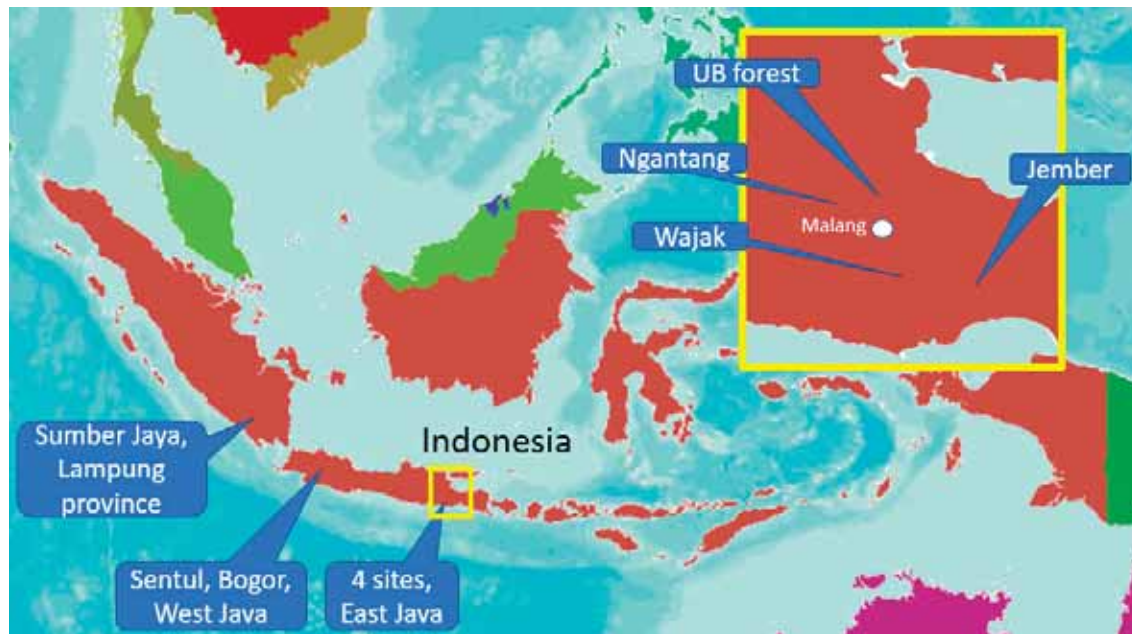 UB forest
Ngantang
Jember
Malang
Wajak
Indonesia
Sumber Jaya,
Lampung
province
Sentul, Bogor,
West Java
4 sites,
East Java